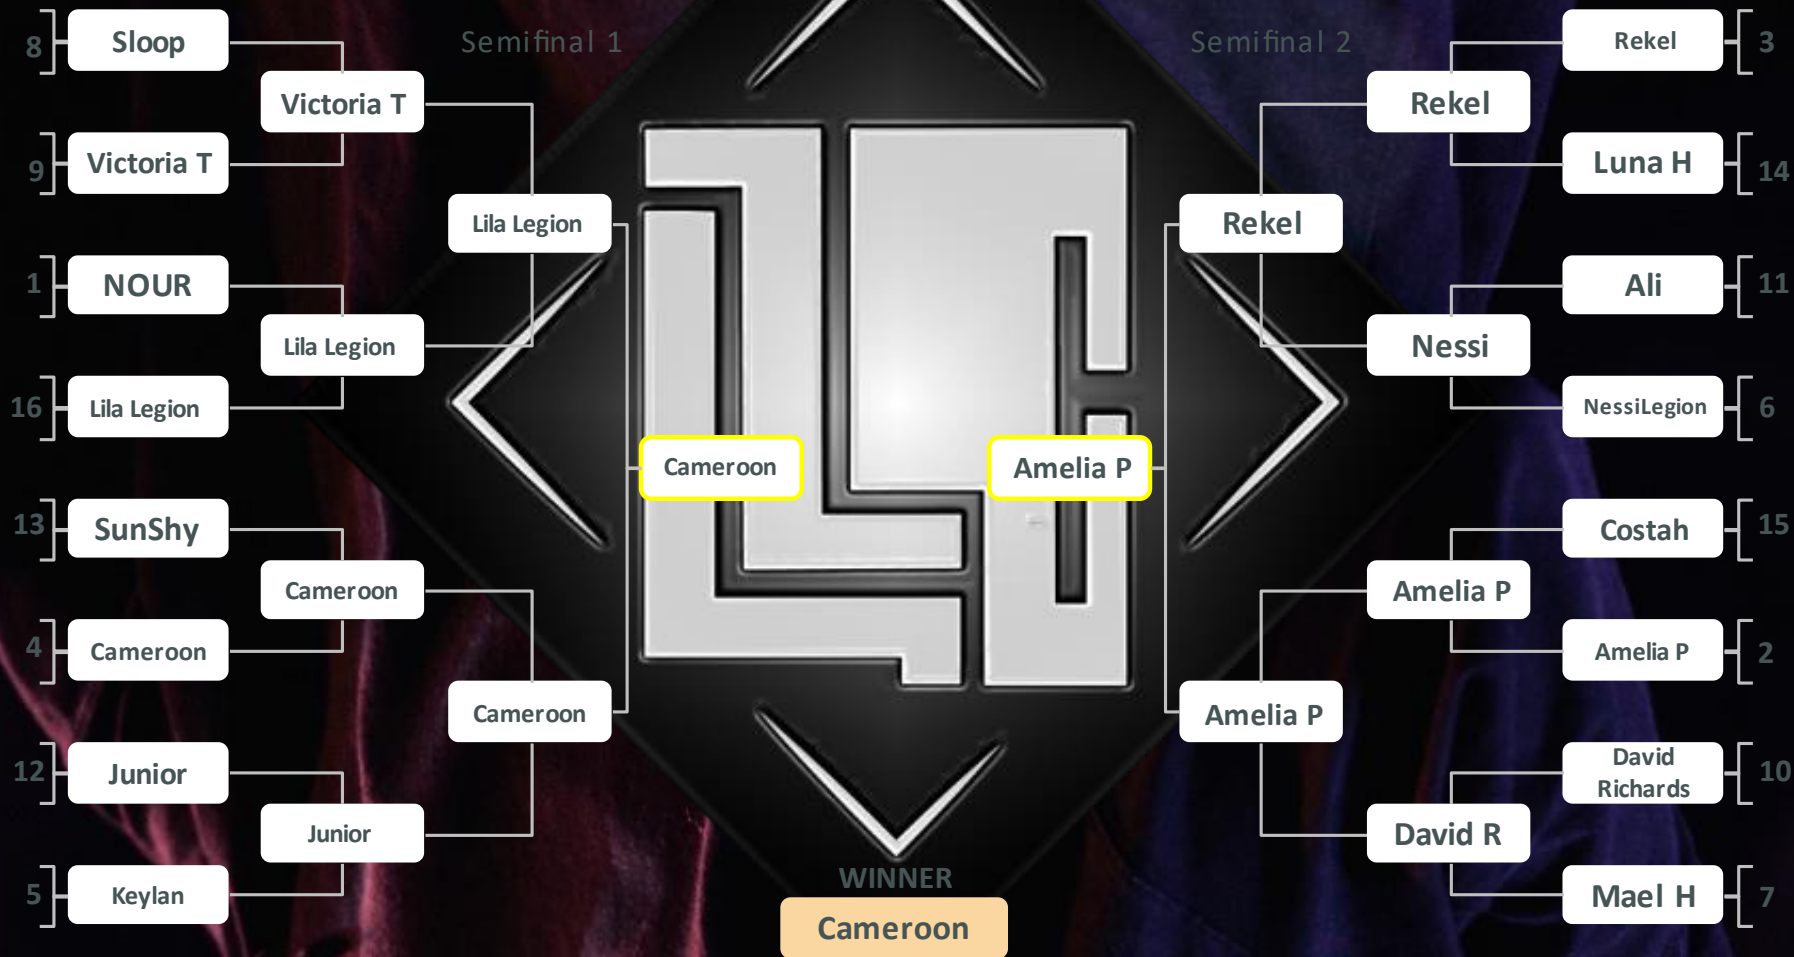 Semifinal 1
Semifinal 2
8
Sloop
Victoria T
9
Victoria T
Lila Legion
1
NOUR
Lila Legion
16
Lila Legion
Cameroon
13
SunShy
Cameroon
4
Cameroon
Cameroon
12
Junior
Junior
5
Keylan
Rekel
3
Rekel
Luna H
14
Rekel
Ali
11
Nessi
NessiLegion
6
Amelia P
Costah
15
Amelia P
Amelia P
2
Amelia P
David
Richards
10
David R
Mael H
7
WINNER
Cameroon